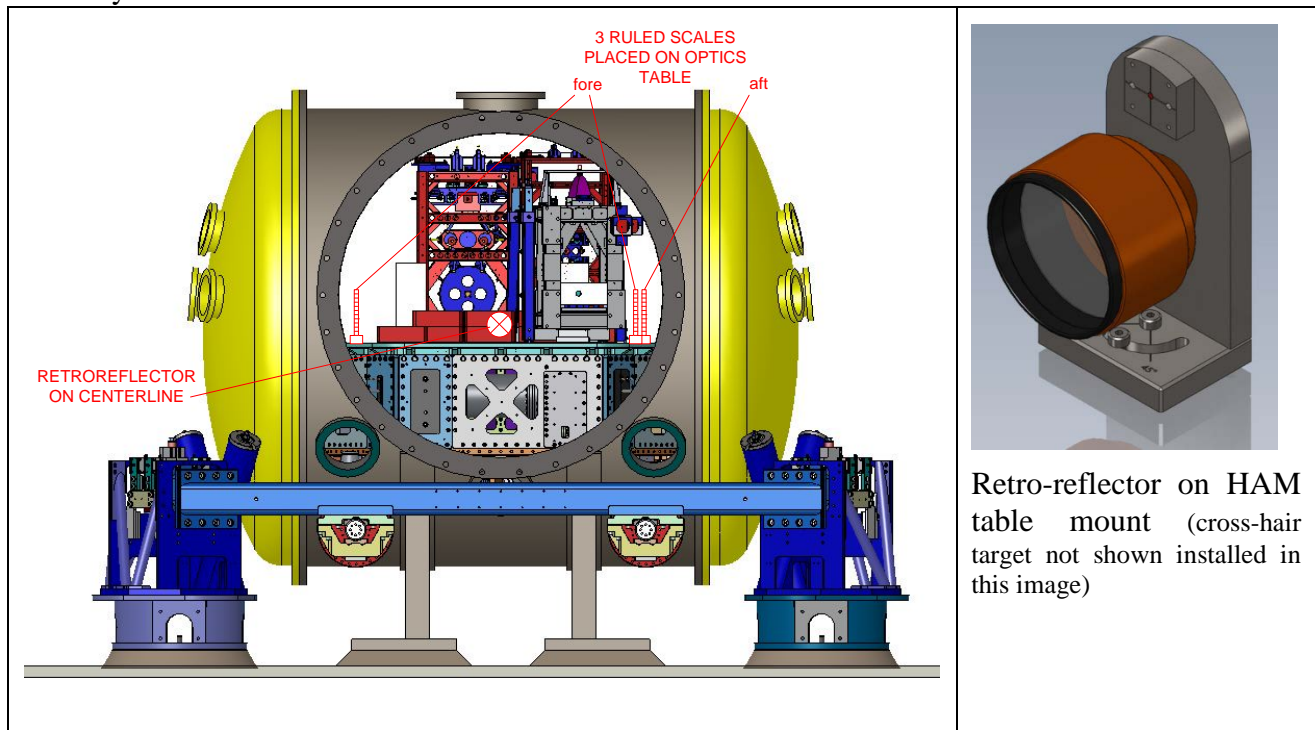 3 RULED SCALES
PLACED ON OPTICS
TABLE
fore
aft
RETROREFLECTOR
ON CENTERLINE
45°
Retro-reflector on HAM
table mount (cross-hair
target not shown installed in
this image)